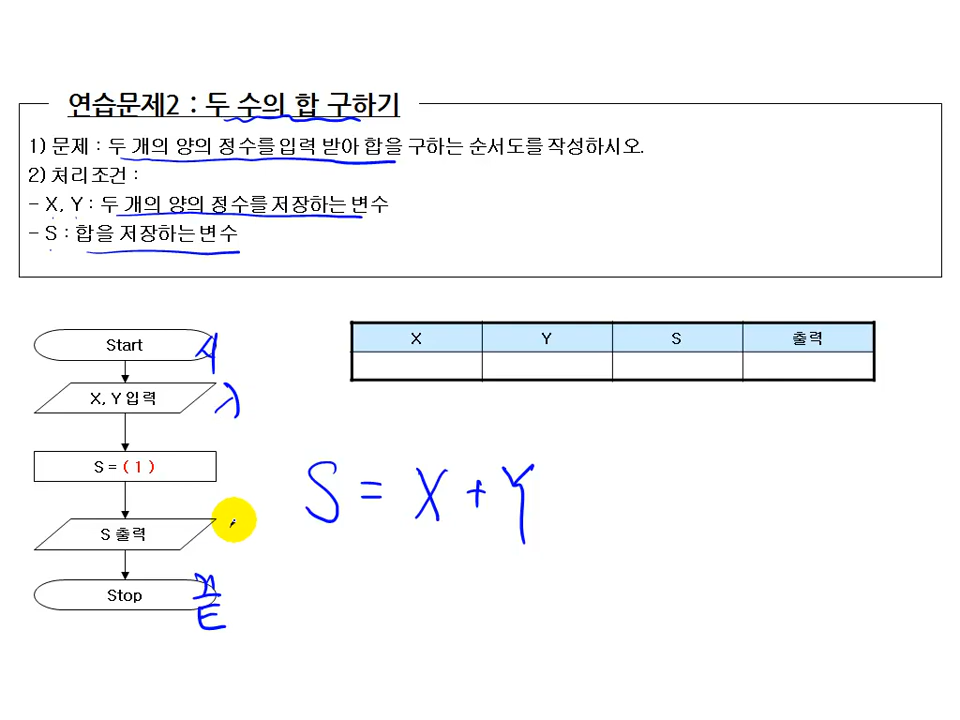 연습문제2 : 두 수의 합 구하기
1) 문제 : 두 개의 양의 정수를 입력 받아 합을 구하는 순서도를 작성하시오.
2) 처리조건 :
- X, Y : 두 개의 양의 정수를 저장하는 변수
- S : 합을 저장하는 변수
Start
X, Y 입력
S = ( 1 )
S 출력
Stop
X Y S 출력
S = X + Y